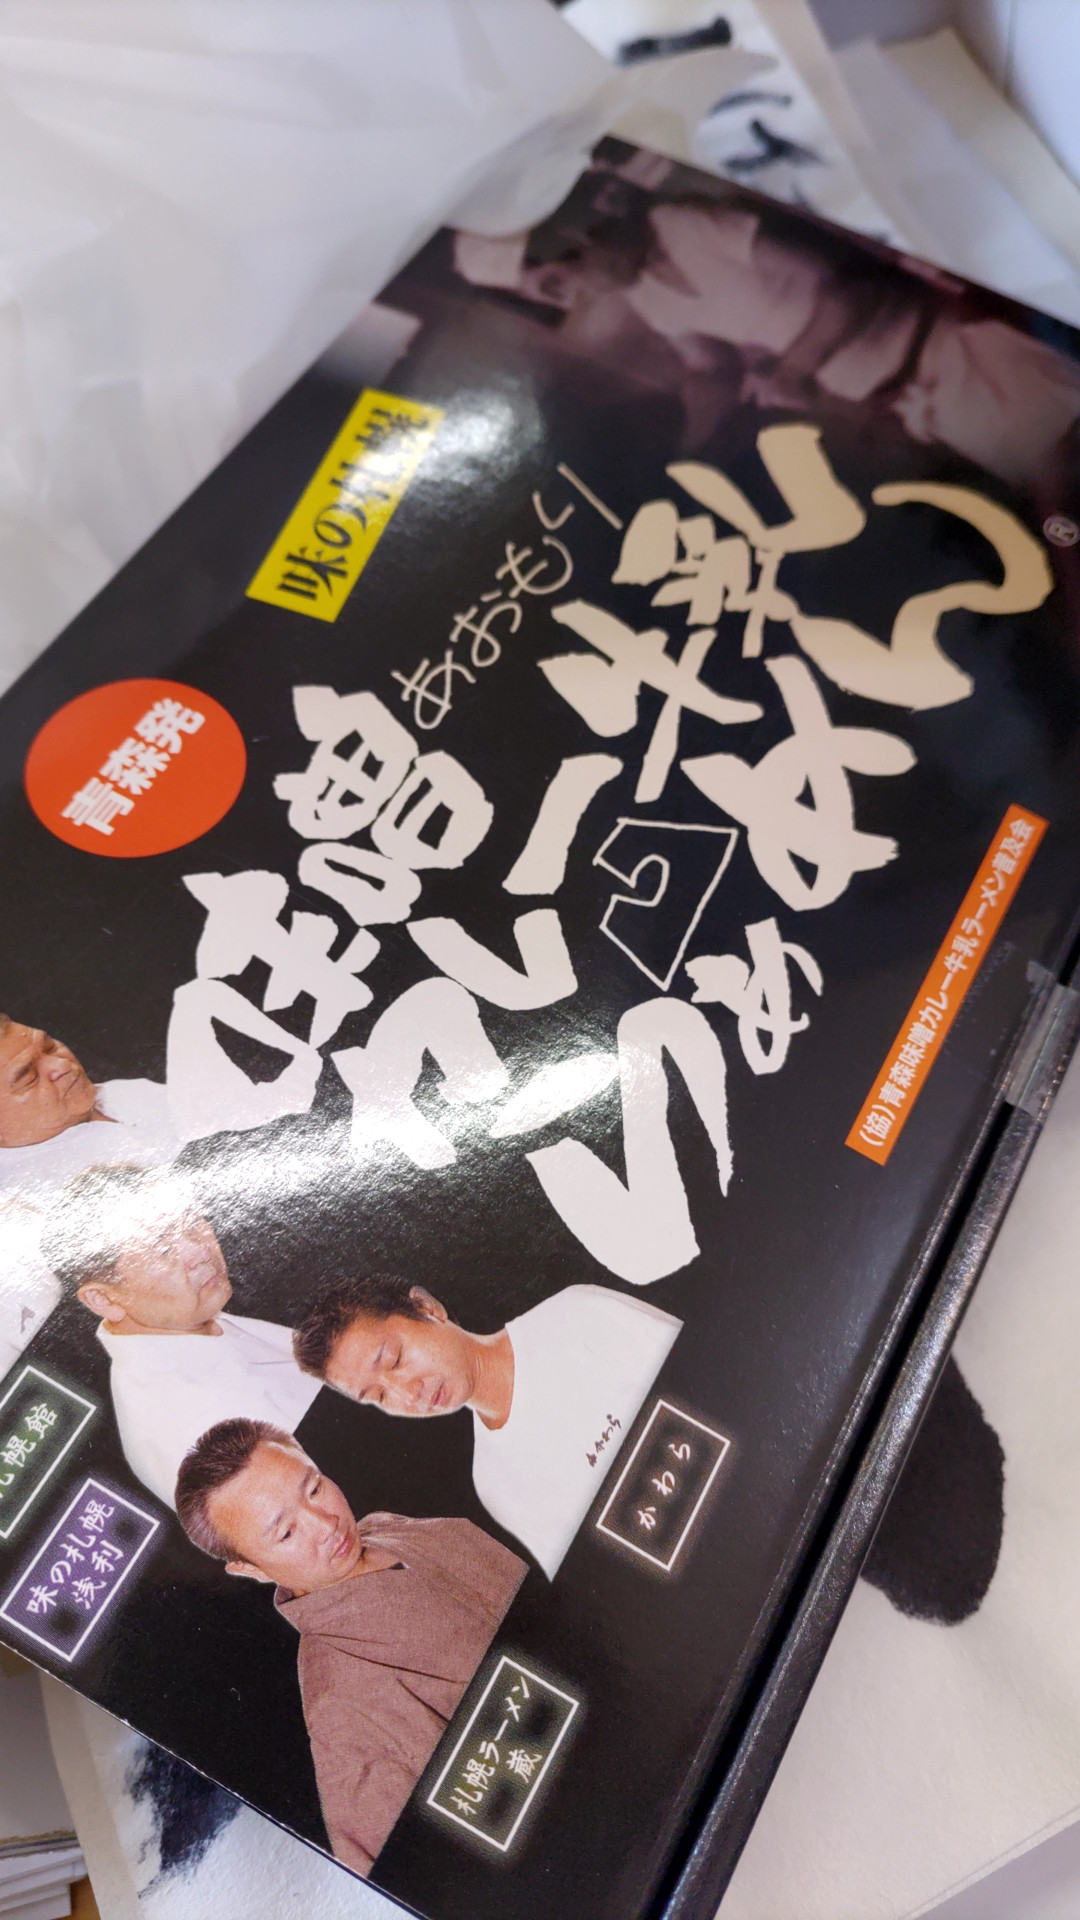 味の札幌
青森発
あおもり
味噌
カレー牛乳
らぁめん
®
(協)青森味噌カレー牛乳ラーメン普及会
札幌館
味の札幌
浅利
かわら
札幌ラーメン
蔵